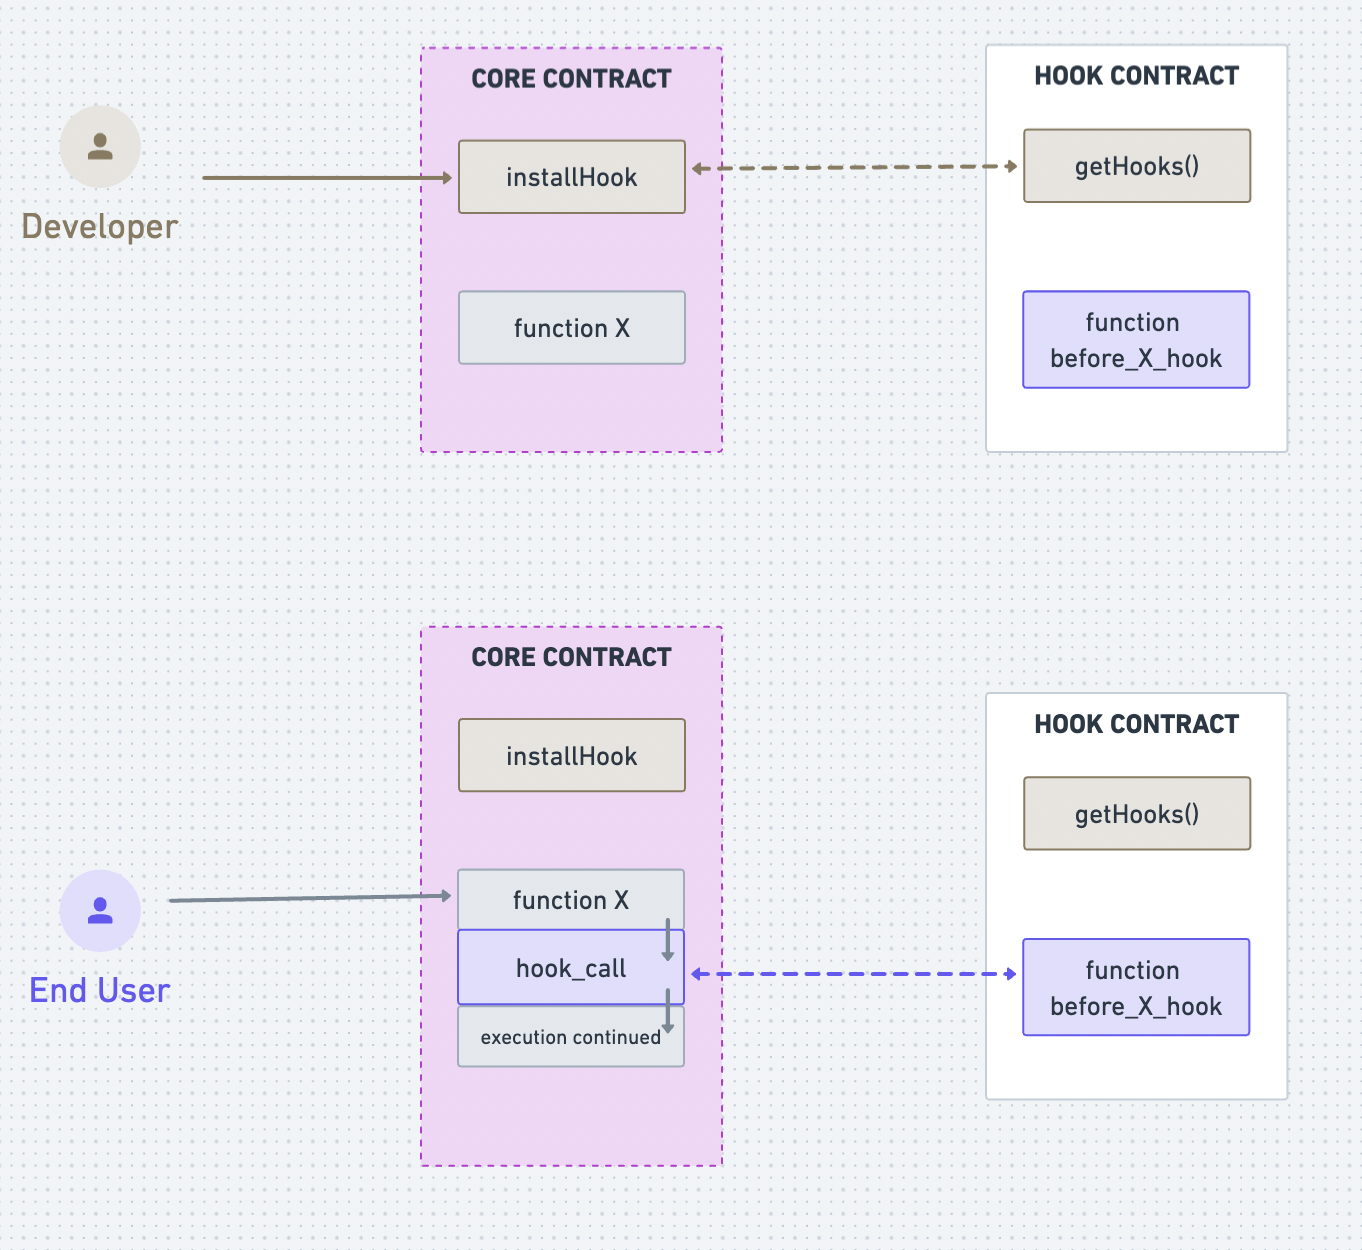 CORE CONTRACT
HOOK CONTRACT
Developer
installHook
getHooks()
function X
function
before_X_hook
CORE CONTRACT
HOOK CONTRACT
installHook
getHooks()
End User
function X
hook_call
execution continued
function
before_X_hook